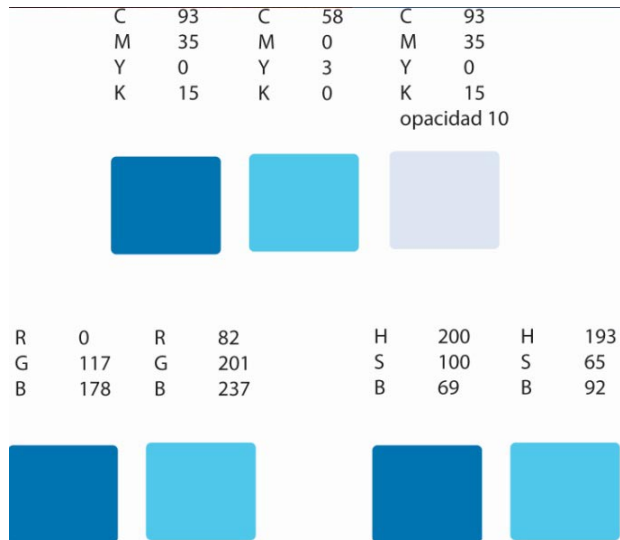 C 93 C 58 C 93
M 35 M 0 M 35
Y 0 Y 3 Y 0
K 15 K 0 K 15
opacidad 10
R 0 R 82 H 200 H 193
G 117 G 201 S 100 S 65
B 178 B 237 B 69 B 92